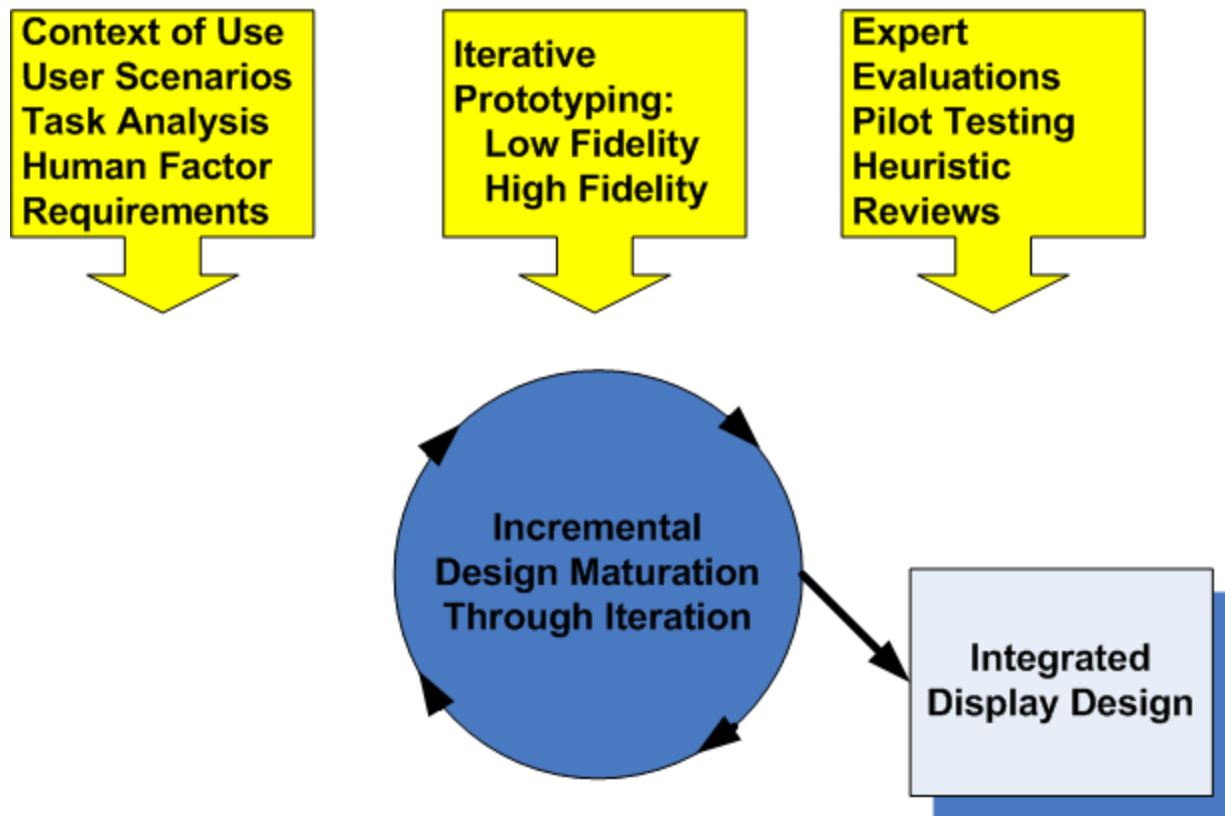 Context of Use
User Scenarios
Task Analysis
Human Factor
Requirements
Iterative
Prototyping:
Low Fidelity
High Fidelity
Expert
Evaluations
Pilot Testing
Heuristic
Reviews
Incremental
Design Maturation
Through Iteration
Integrated
Display Design